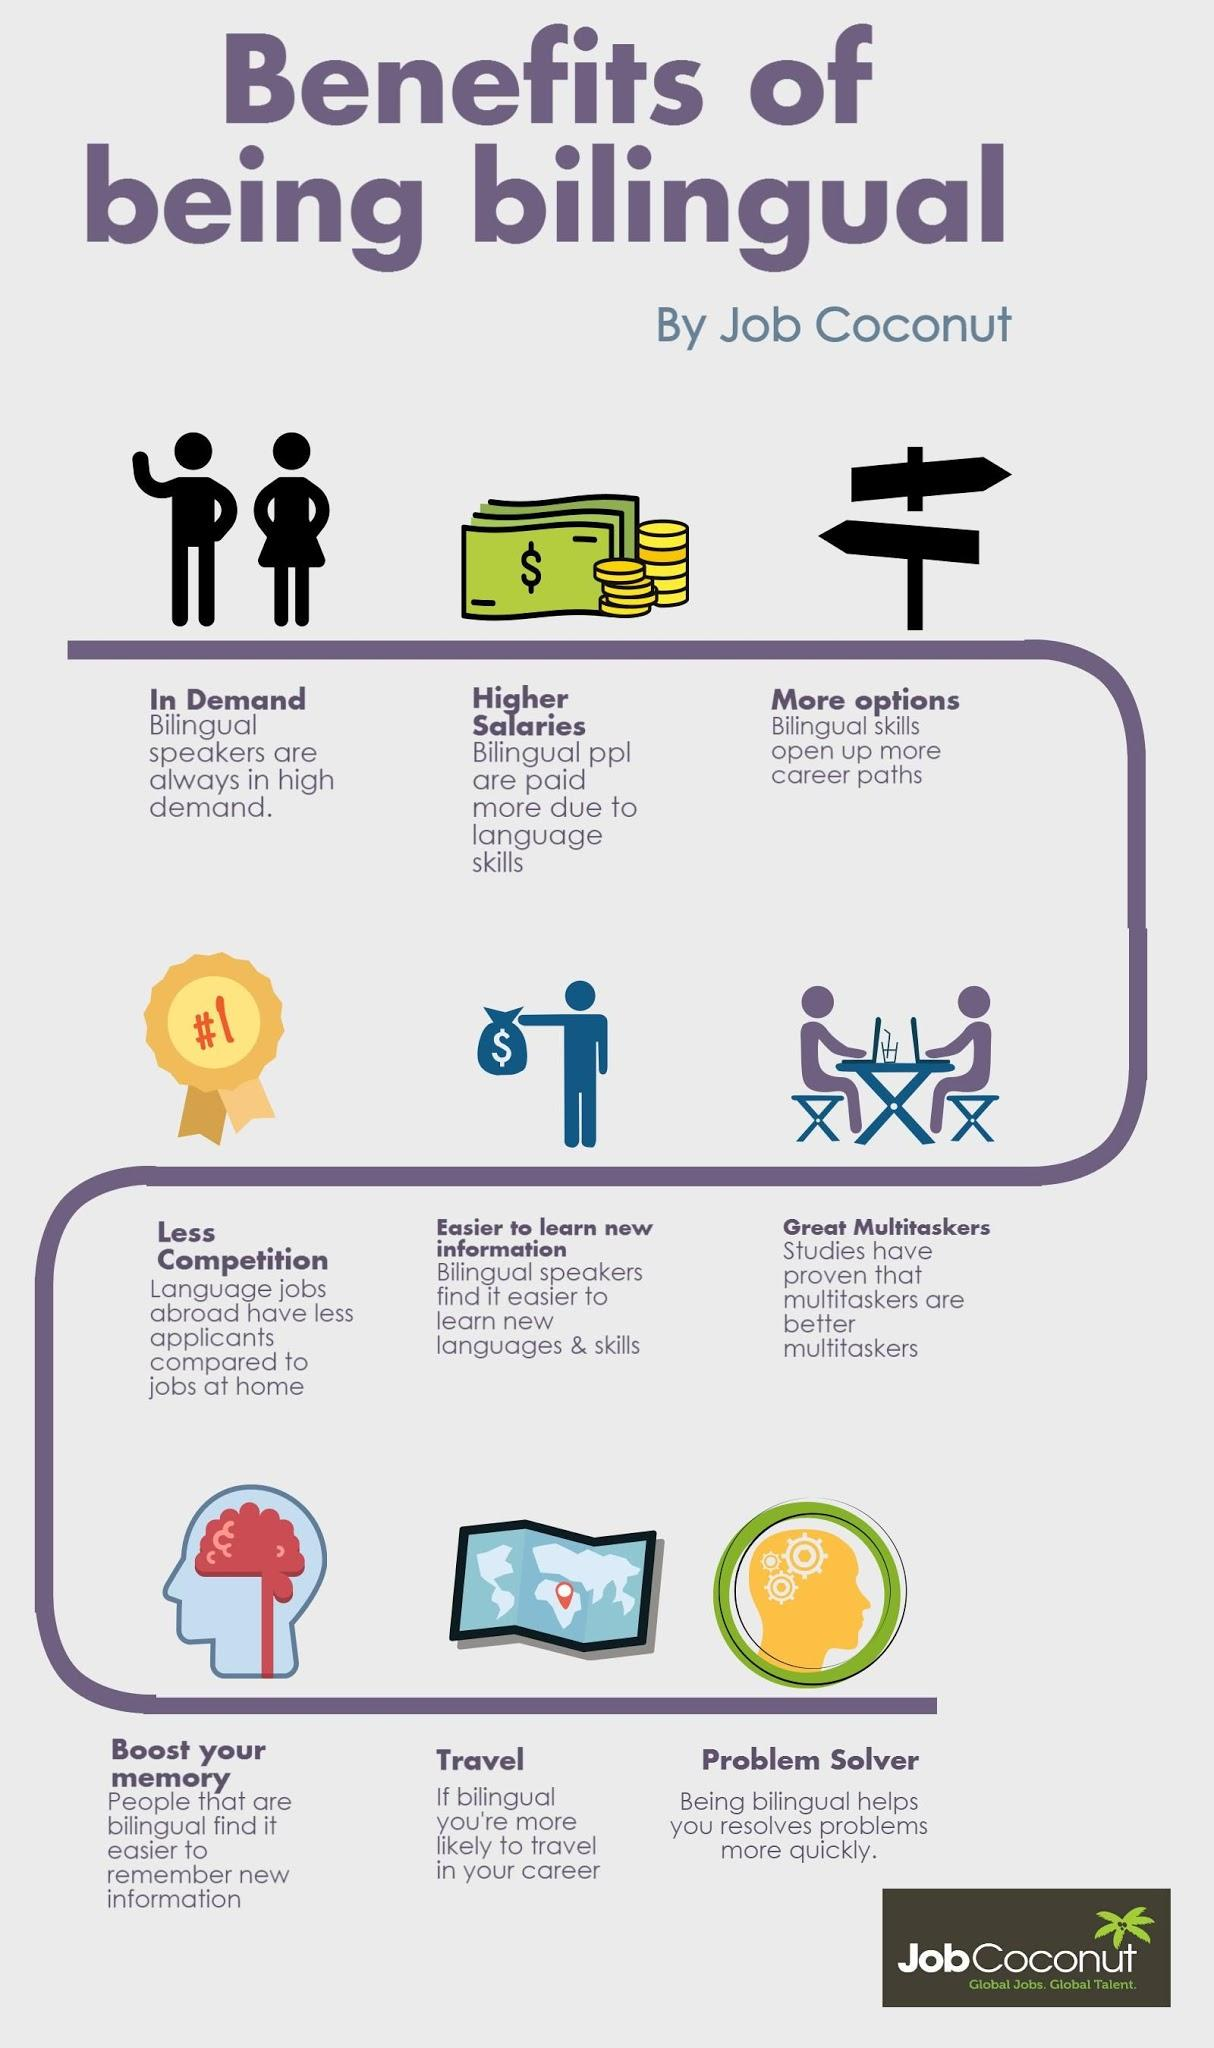 Benefits of
being bilingual
By Job Coconut
$
In Demand
Bilingual
speakers are
always in high
demand.
Higher
Salaries
Bilingual ppl
are paid
more due to
language
skills
More options
Bilingual skills
open up more
career paths
#1
$
Less
Competition
Language jobs
abroad have less
applicants
compared to
jobs at home
Easier to learn new
information
Bilingual speakers
find it easier to
learn new
languages & skills
Great Multitaskers
Studies have
proven that
multitaskers are
better
multitaskers
Boost your
memory
People that are
bilingual find it
easier to
remember new
information
Travel
If bilingual
you're more
likely to travel
in your career
Problem Solver
Being bilingual helps
you resolves problems
more quickly.
JobCoconut
Global Jobs. Global Talent.